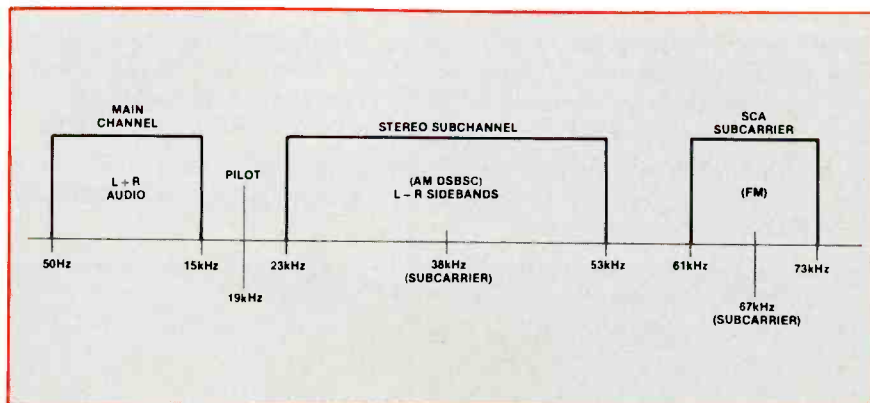 MAIN
CHANNEL
L + R
AUDIO
PILOT
STEREO SUBCHANNEL
(AM DSBSC)
L – R SIDEBANDS
SCA
SUBCARRIER
(FM)
50Hz
15kHz
19kHz
23kHz
38kHz
(SUBCARRIER)
53kHz
61kHz
67kHz
(SUBCARRIER)
73kHz